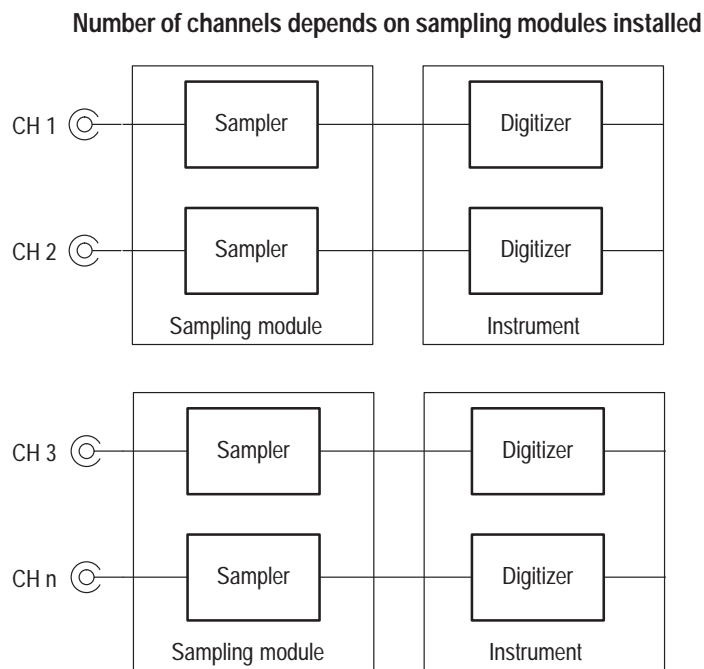 Number of channels depends on sampling modules installed
CH 1
Sampler
Digitizer
CH 2
Sampler
Digitizer
Sampling module
Instrument
CH 3
Sampler
Digitizer
CH n
Sampler
Digitizer
Sampling module
Instrument